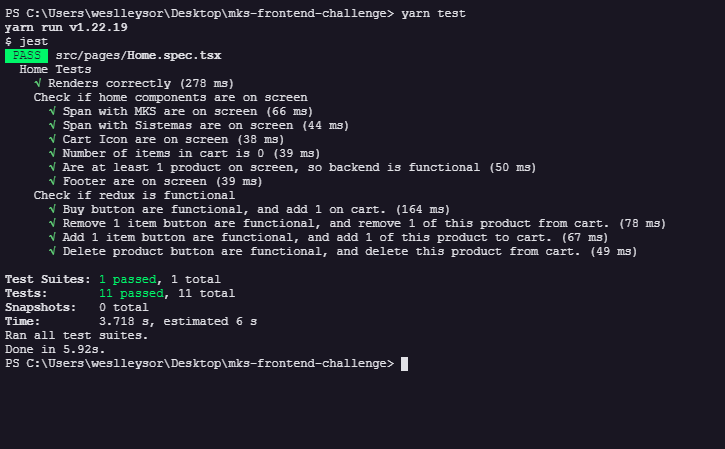 PS C:\Users\weslleysor\Desktop\mks-frontend-challenge> yarn test
yarn run v1.22.19
$ jest
PASS src/pages/Home.spec.tsx
Home Tests
√ Renders correctly (278 ms)
Check if home components are on screen
√ Span with MKS are on screen (66 ms)
√ Span with Sistemas are on screen (44 ms)
√ Cart Icon are on screen (38 ms)
√ Number of items in cart is 0 (39 ms)
√ Are at least 1 product on screen, so backend is functional (50 ms)
√ Footer are on screen (39 ms)
Check if redux is functional
√ Buy button are functional, and add 1 on cart. (164 ms)
√ Remove 1 item button are functional, and remove 1 of this product from cart. (78 ms)
√ Add 1 item button are functional, and add 1 of this product to cart. (67 ms)
√ Delete product button are functional, and delete this product from cart. (49 ms)
Test Suites: 1 passed, 1 total
Tests: 11 passed, 11 total
Snapshots: 0 total
Time: 3.718 s, estimated 6 s
Ran all test suites.
Done in 5.92s.
PS C:\Users\weslleysor\Desktop\mks-frontend-challenge>